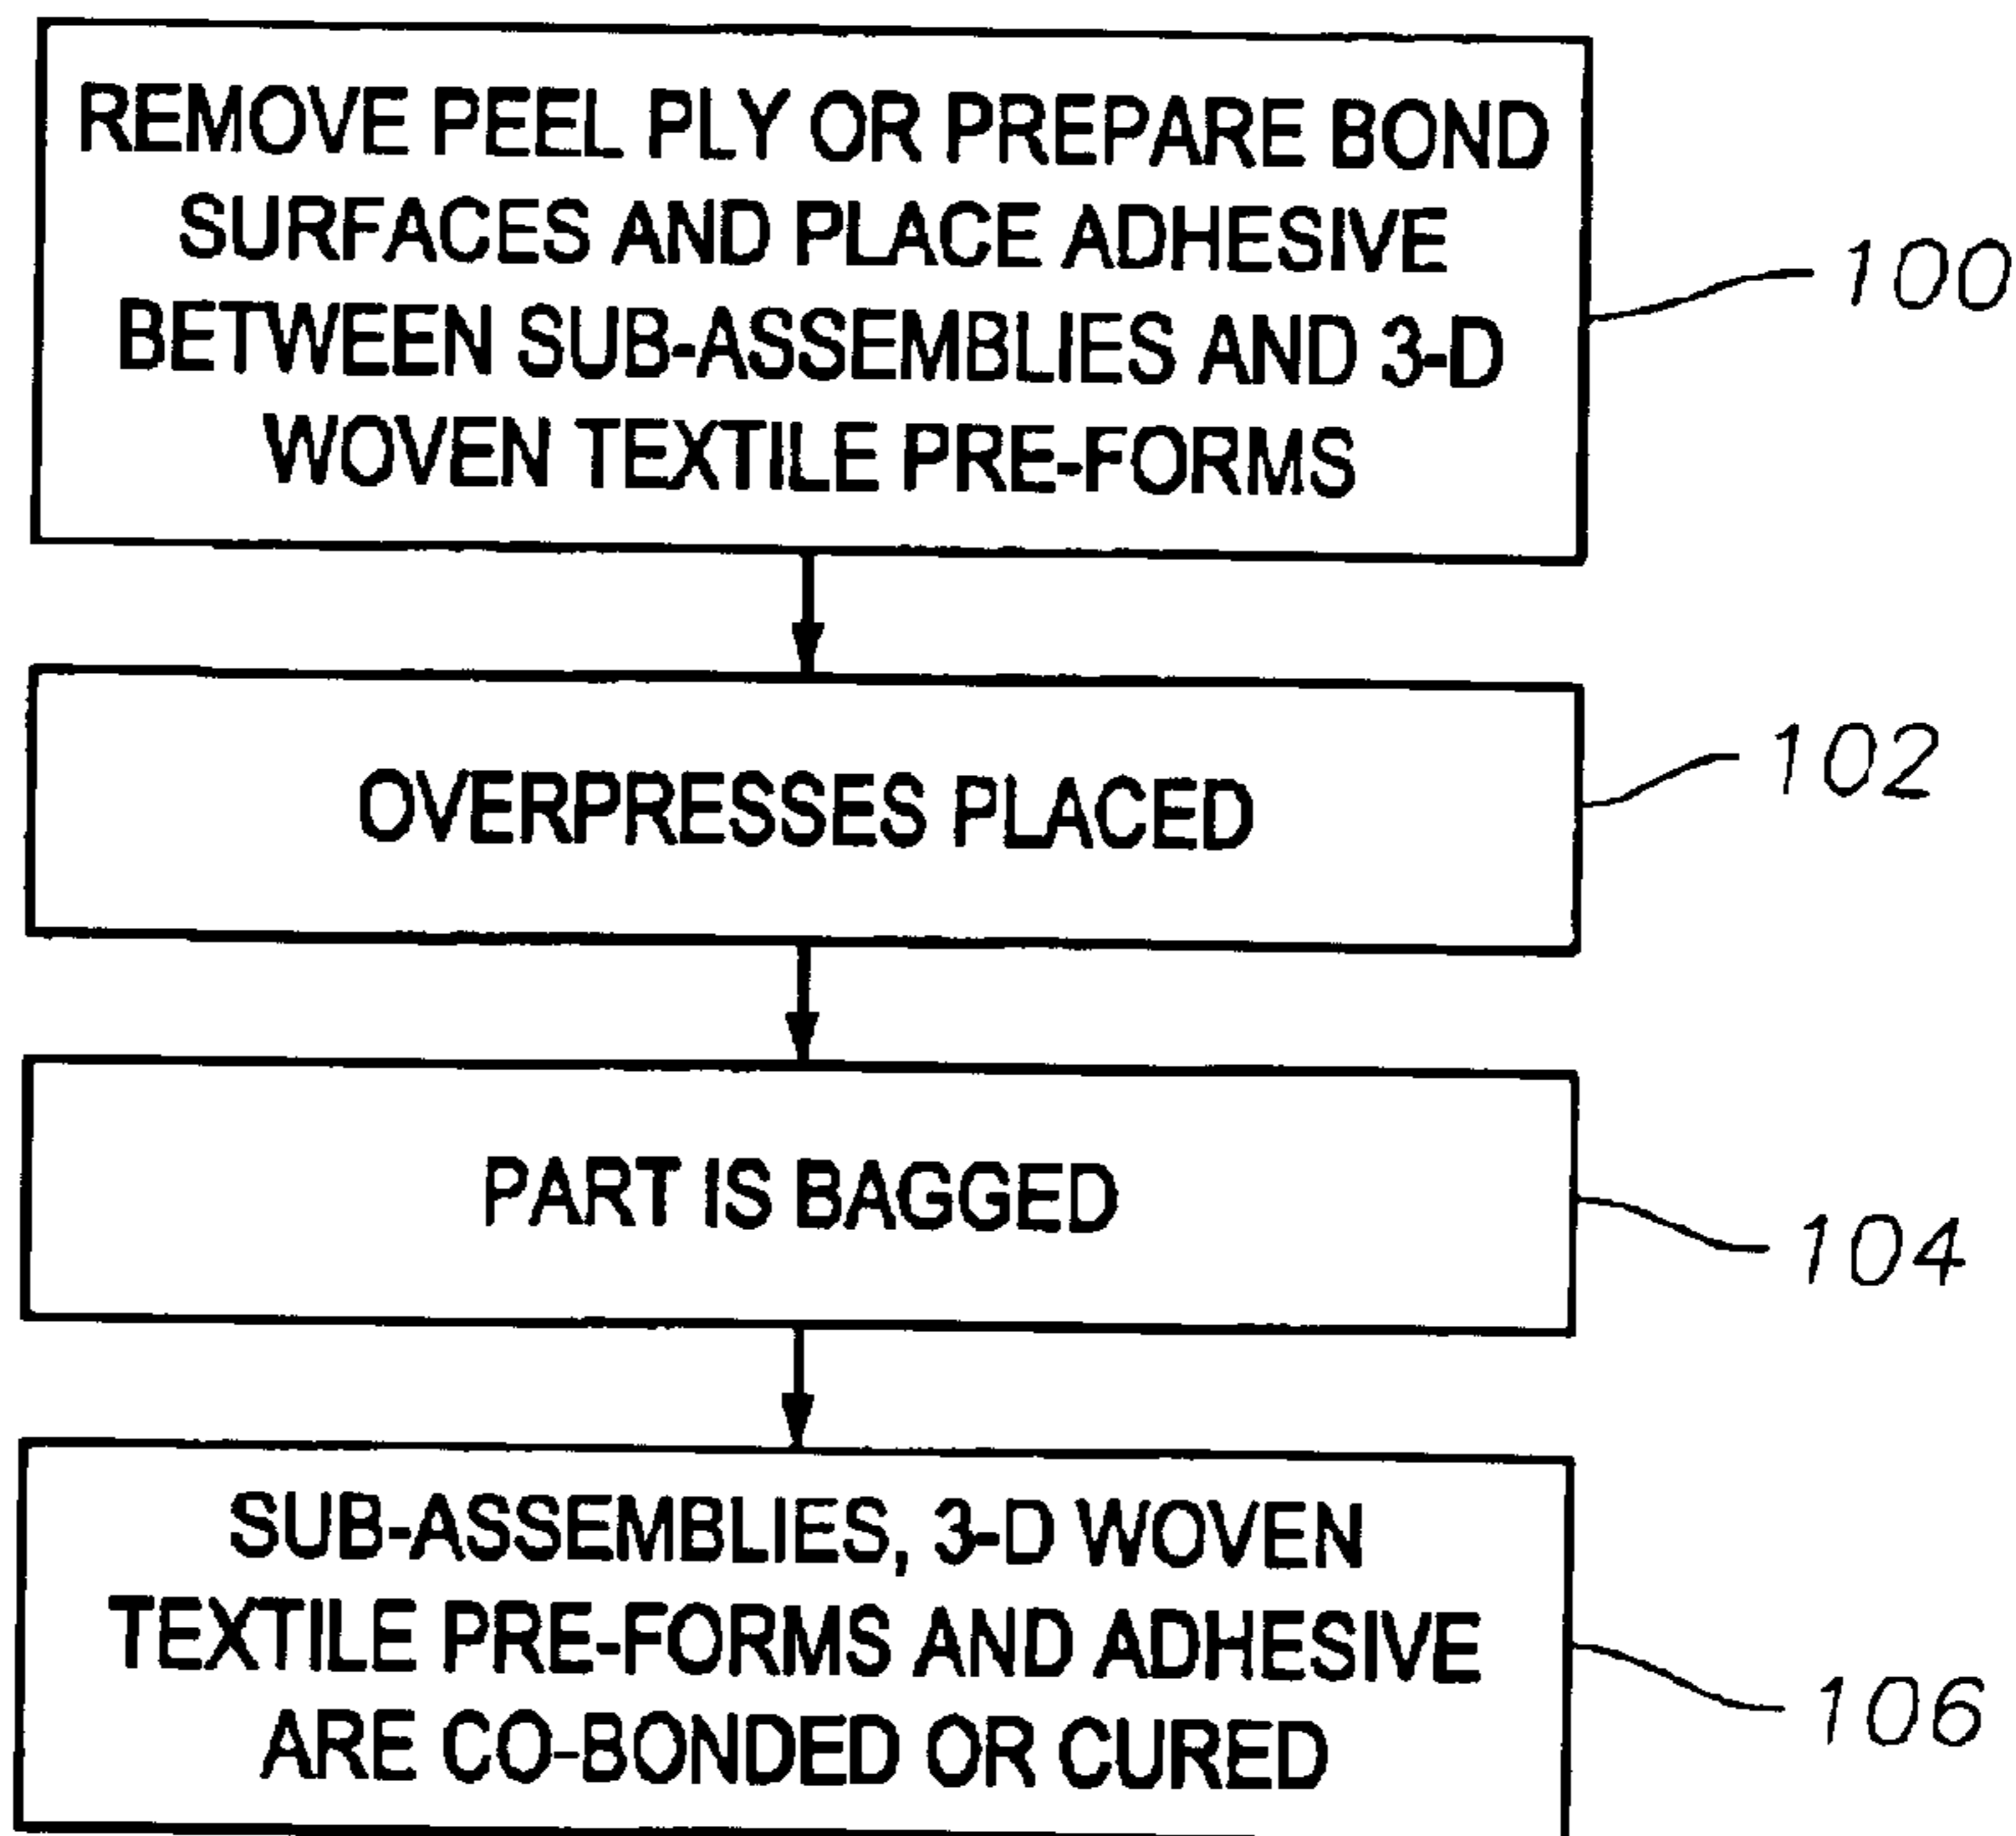 REMOVE PEEL PLY OR PREPARE BOND
SURFACES AND PLACE ADHESIVE
BETWEEN SUB-ASSEMBLIES AND 3-D
WOVEN TEXTILE PRE-FORMS
100
OVERPRESSES PLACED
102
PART IS BAGGED
104
SUB-ASSEMBLIES, 3-D WOVEN
TEXTILE PRE-FORMS AND ADHESIVE
ARE CO-BONDED OR CURED
106